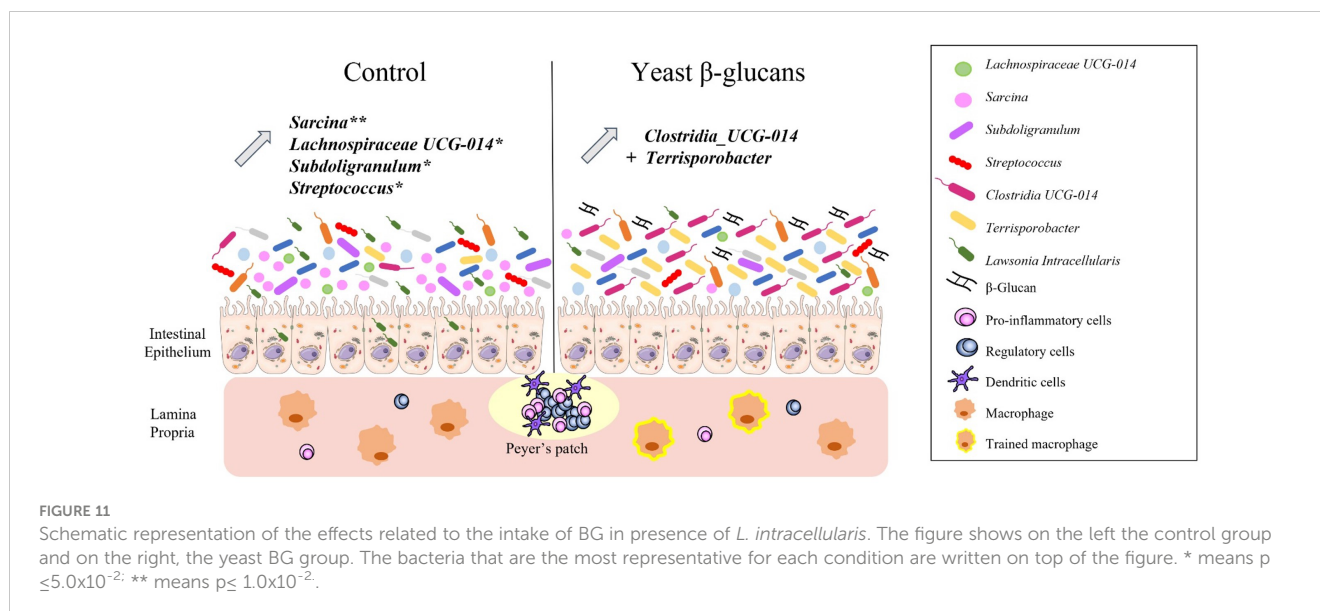 Control
Yeast β-glucans
Sarcina**
Lachnospiraceae UCG-014*
Subdoligranulum*
Streptococcus*
Clostridia_UCG-014
+ Terrisporobacter
Intestinal
Epithelium
Lamina
Propria
Peyer's patch
Lachnospiraceae UCG-014
Sarcina
Subdoligranulum
Streptococcus
Clostridia UCG-014
Terrisporobacter
Lawsonia Intracellularis
β-Glucan
Pro-inflammatory cells
Regulatory cells
Dendritic cells
Macrophage
Trained macrophage
FIGURE 11
Schematic representation of the effects related to the intake of BG in presence of L. intracellularis. The figure shows on the left the control group
and on the right, the yeast BG group. The bacteria that are the most representative for each condition are written on top of the figure. * means p
≤5.0x10⁻²; ** means p≤ 1.0x10⁻².